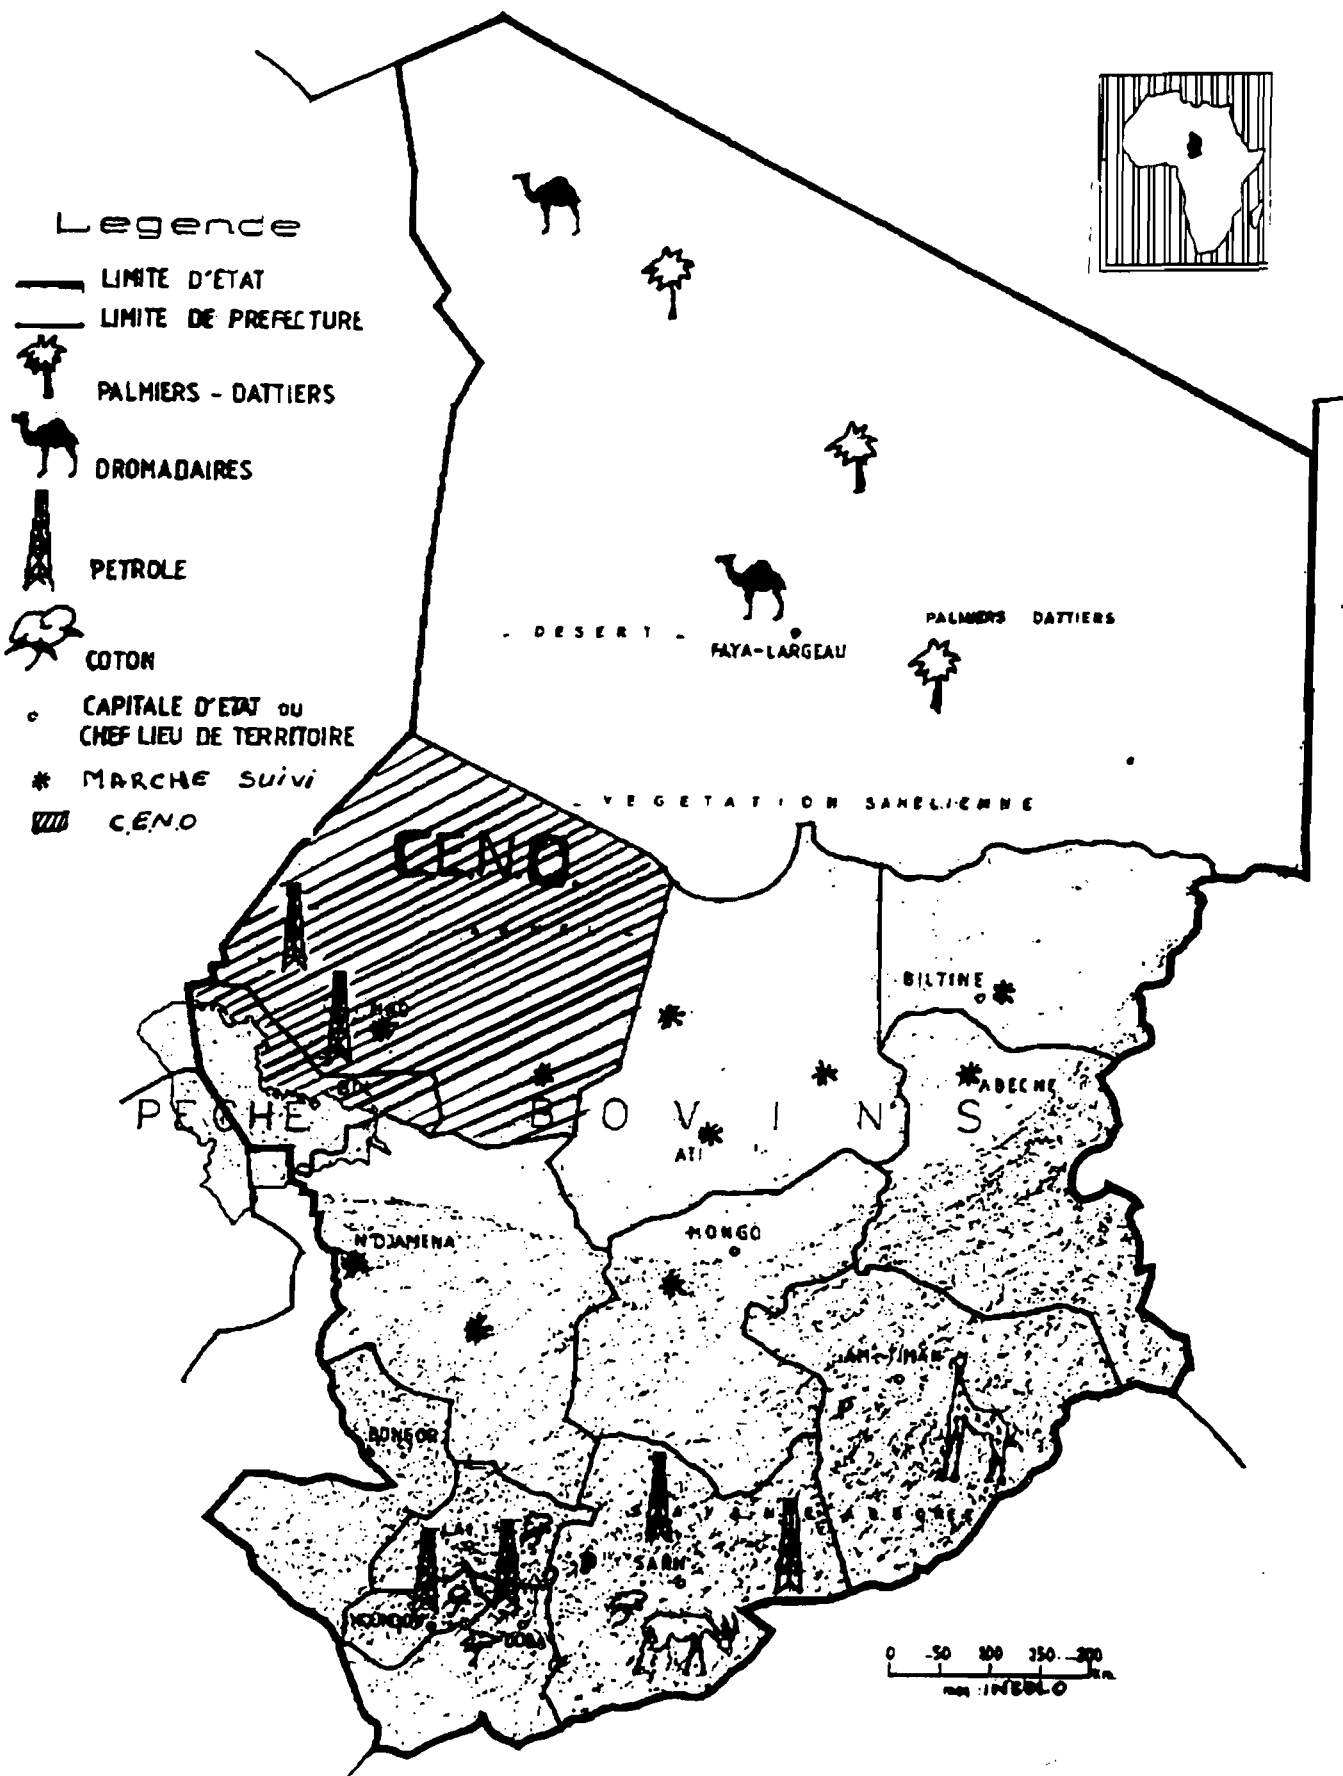 Legende
LIMITE D'ETAT
LIMITE DE PREFECTURE
PALMIERS - DATTIERS
DROMADAIRES
PETROLE
COTON
CAPITALE D'ETAT OU
CHEF LIEU DE TERRITOIRE
MARCHE Suivi
C.E.N.O
PALMIERS DATTIERS
- DESERT -
FAYA-LARGEAU
- VEGETATION SAHELIENNE
C.E.N.O.
BILTINE
MAO
ABECHE
PECHE
BOVINS
ATI
MONGO
N'DJAMENA
AM-TIMAN
BONGOR
SARH
DOBA
0 50 100 150 200
Km